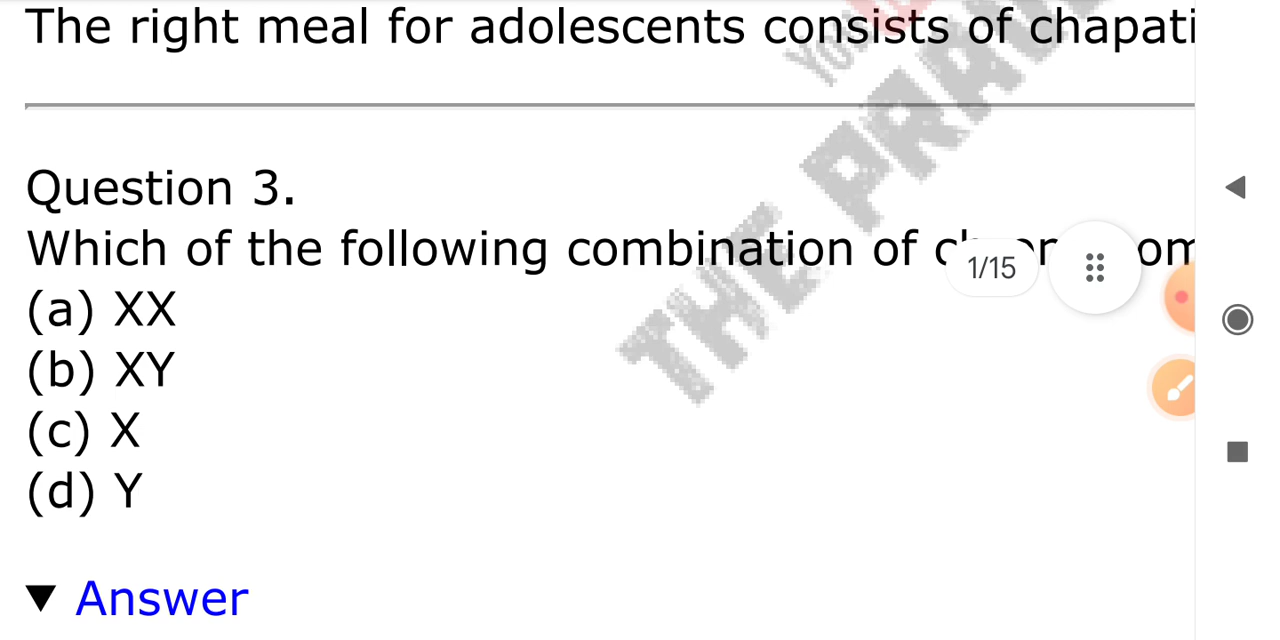 The right meal for adolescents consists of chapati
Question 3.
Which of the following combination of
1/15
(a) XX
(b) XY
(c) X
(d) Y
▼ Answer
THE